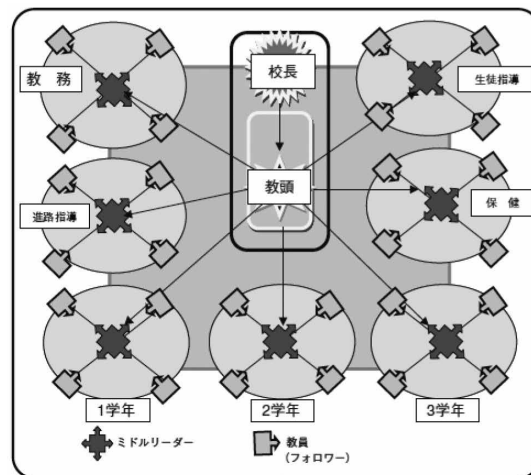 校長
教　務
生徒指導
教頭
進路指導
保　健
1学年
2学年
3学年
ミドルリーダー
教員
(フォロワー)